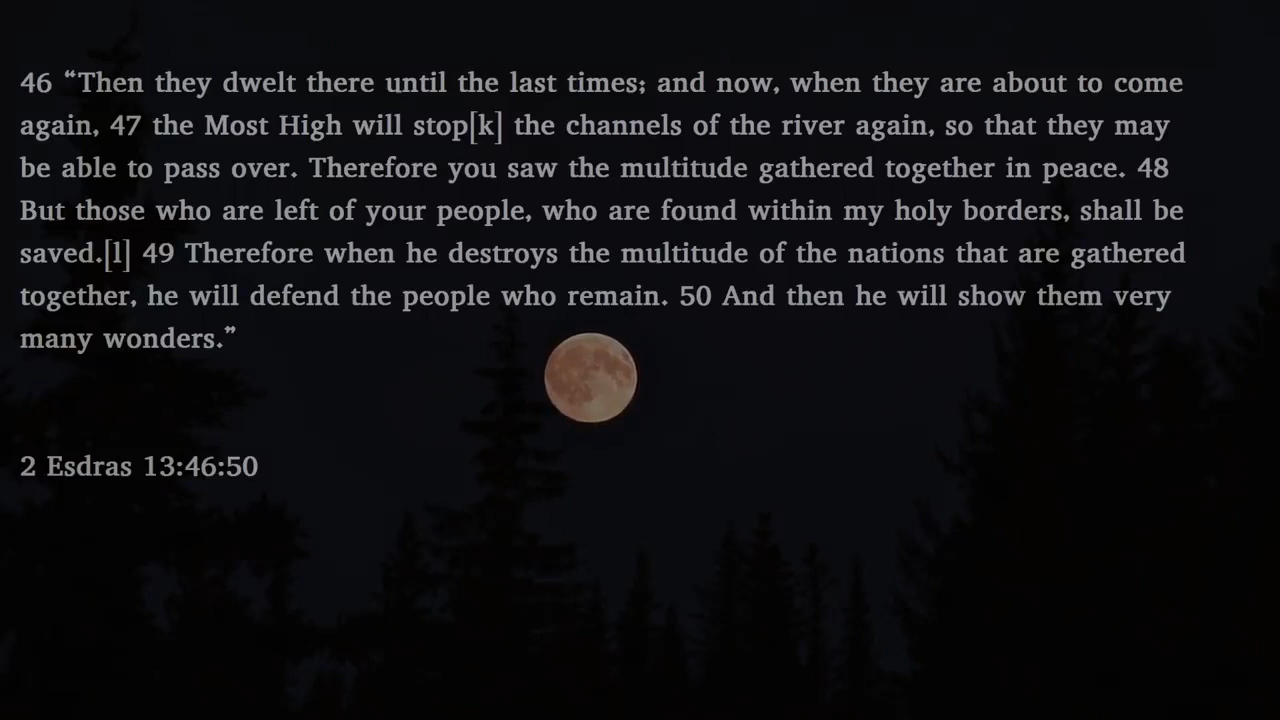 46 “Then they dwelt there until the last times; and now, when they are about to come
again, 47 the Most High will stop[k] the channels of the river again, so that they may
be able to pass over. Therefore you saw the multitude gathered together in peace. 48
But those who are left of your people, who are found within my holy borders, shall be
saved.[l] 49 Therefore when he destroys the multitude of the nations that are gathered
together, he will defend the people who remain. 50 And then he will show them very
many wonders.”
2 Esdras 13:46:50